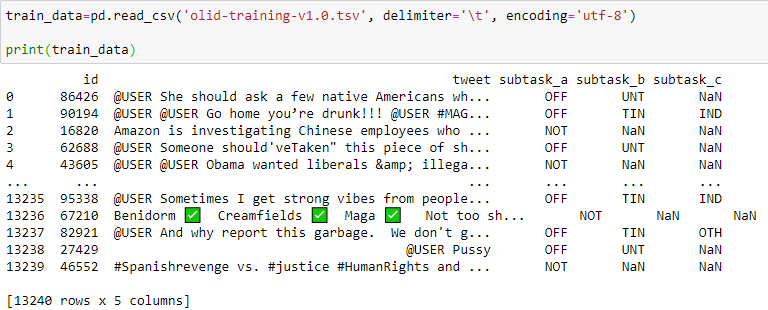 train_data=pd.read_csv('olid-training-v1.0.tsv', delimiter='\t', encoding='utf-8')
print(train_data)
id tweet subtask_a subtask_b subtask_c
0 86426 @USER She should ask a few native Americans wh... OFF UNT NaN
1 90194 @USER @USER Go home you’re drunk!!! @USER #MAG... OFF TIN IND
2 16820 Amazon is investigating Chinese employees who ... NOT NaN NaN
3 62688 @USER Someone should'veTaken" this piece of sh... OFF UNT NaN
4 43605 @USER @USER Obama wanted liberals &amp; illega... NOT NaN NaN
... ... ... ... ... ...
13235 95338 @USER Sometimes I get strong vibes from people... OFF TIN IND
13236 67210 Benidorm ✅ Creamfields ✅ Maga ✅ Not too sh... NOT NaN NaN
13237 82921 @USER And why report this garbage. We don't g... OFF TIN OTH
13238 27429 @USER Pussy OFF UNT NaN
13239 46552 #Spanishrevenge vs. #justice #HumanRights and ... NOT NaN NaN
[13240 rows x 5 columns]